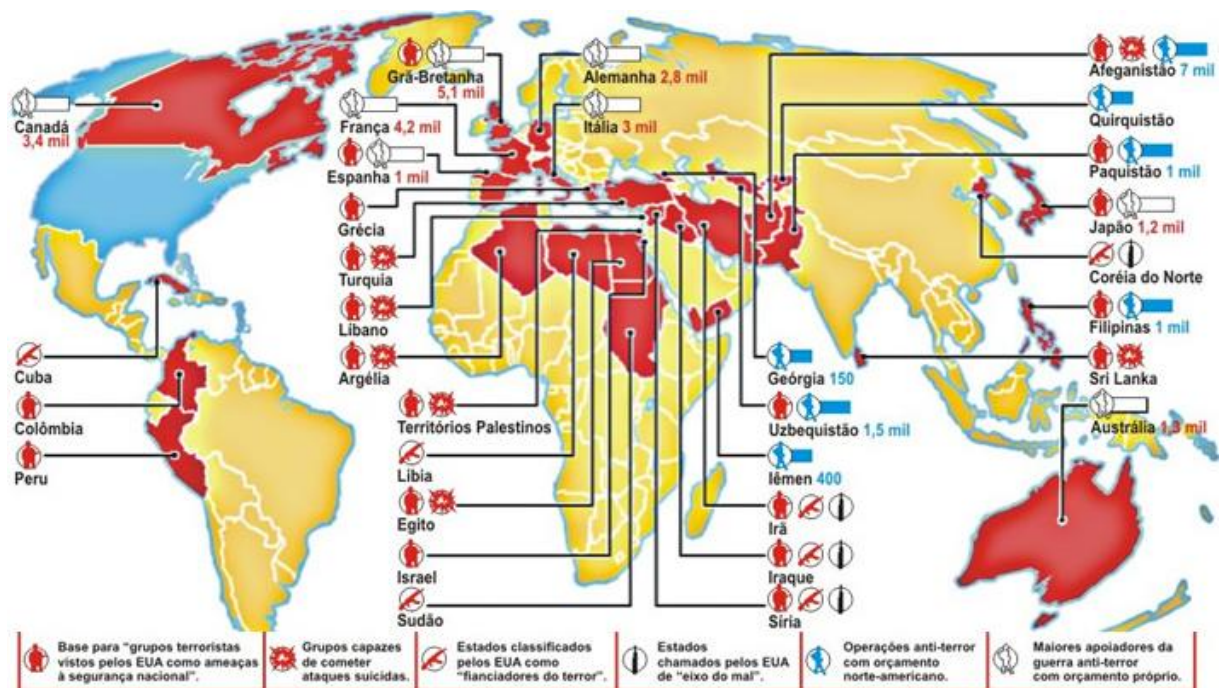 Canadá
3,4 mil
Grã-Bretanha
5,1 mil
França 4,2 mil
Espanha 1 mil
Grécia
Turquia
Líbano
Argélia
Alemanha 2,8 mil
Itália 3 mil
Afeganistão 7 mil
Quirquistão
Paquistão 1 mil
Japão 1,2 mil
Coréia do Norte
Filipinas 1 mil
Sri Lanka
Austrália 1,3 mil
Cuba
Colômbia
Peru
Territórios Palestinos
Líbia
Egito
Israel
Sudão
Geórgia 150
Uzbequistão 1,5 mil
Iêmen 400
Irã
Iraque
Síria
Base para “grupos terroristas
vistos pelos EUA como ameaças
à segurança nacional”.
Grupos capazes
de cometer
ataques suicidas.
Estados classificados
pelos EUA como
“fianciadores do terror”.
Estados
chamados pelos EUA
de “eixo do mal”.
Operações anti-terror
com orçamento
norte-americano.
Maiores apoiadores da
guerra anti-terror
com orçamento próprio.